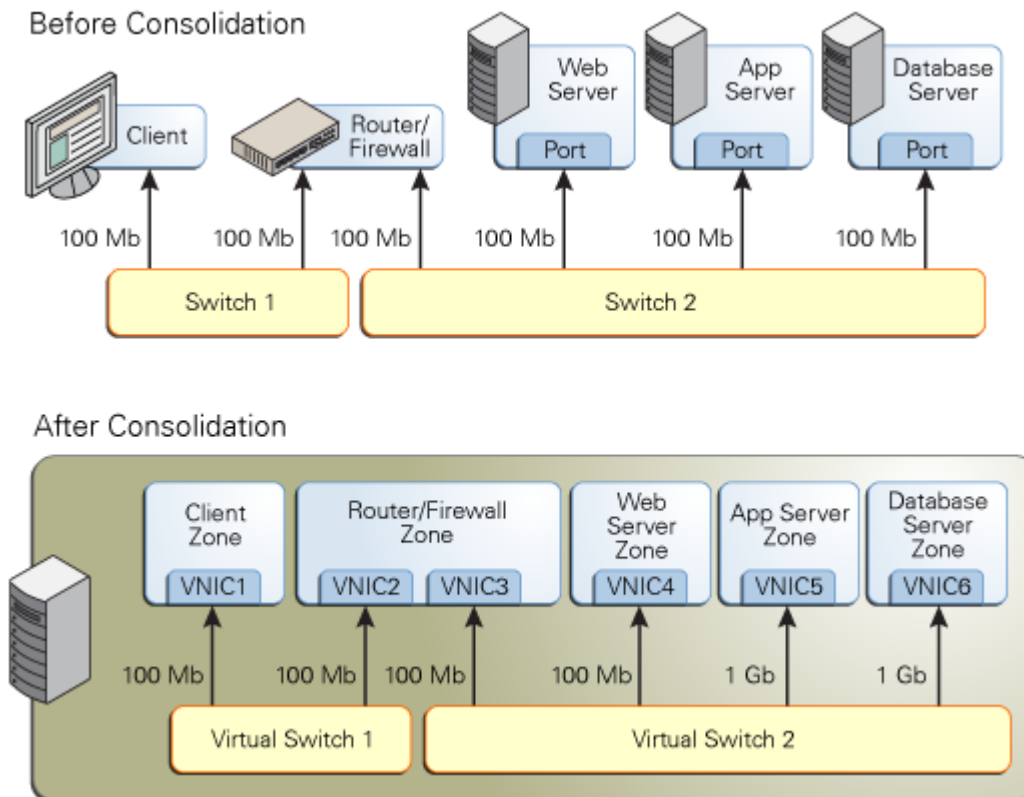 Before Consolidation
Client
Router/
Firewall
Web
Server
Port
App
Server
Port
Database
Server
Port
100 Mb
100 Mb
100 Mb
100 Mb
100 Mb
100 Mb
Switch 1
Switch 2
After Consolidation
Client
Zone
VNIC1
Router/Firewall
Zone
VNIC2
VNIC3
Web
Server
Zone
VNIC4
App Server
Zone
VNIC5
Database
Server
Zone
VNIC6
100 Mb
100 Mb
100 Mb
100 Mb
1 Gb
1 Gb
Virtual Switch 1
Virtual Switch 2